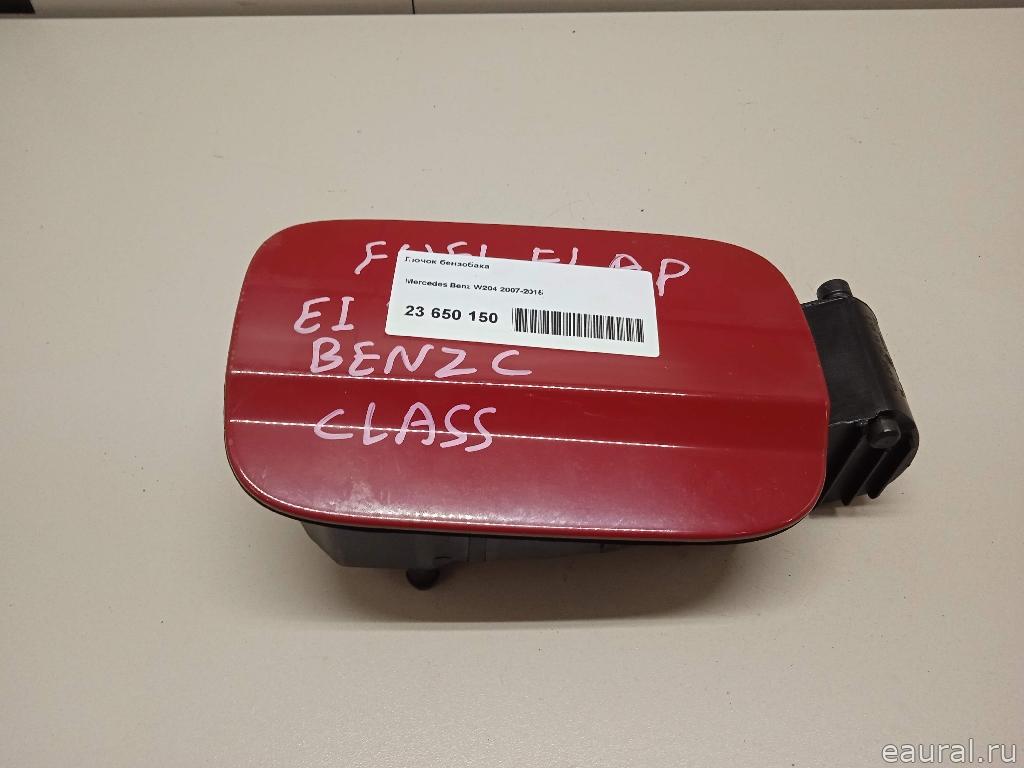 FUEL FLAP
Лючок бензобака
Mercedes Benz W204 2007-2015
23 650 150
EI
BENZ C
CLASS
eaural.ru